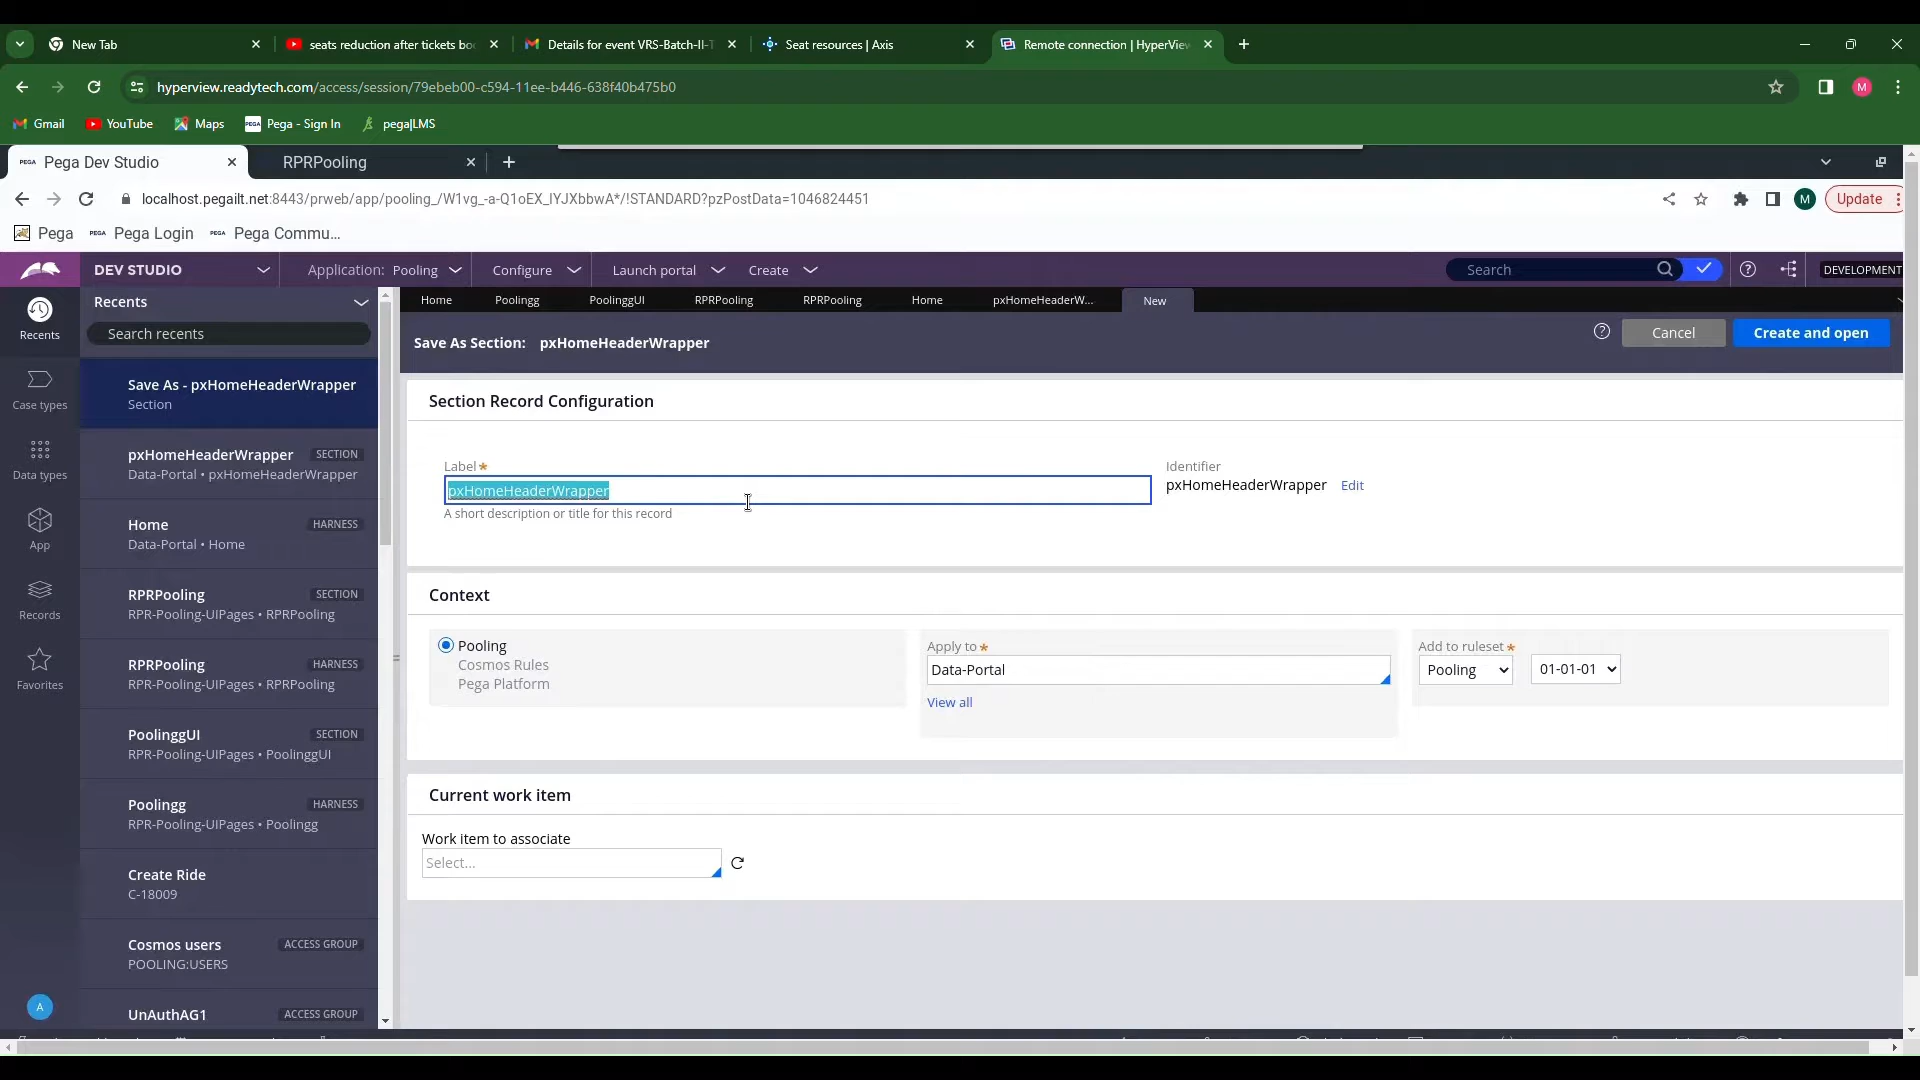 New Tab
seats reduction after tickets boo
Details for event VRS-Batch-II-T
Seat resources | Axis
Remote connection | HyperView
hyperview.readytech.com/access/session/79ebeb00-c594-11ee-b446-638f40b475b0
M
Gmail
YouTube
Maps
PEGA Pega - Sign In
pega|LMS
PEGA Pega Dev Studio
RPRPooling
localhost.pegailt.net:8443/prweb/app/pooling_/W1vg_-a-Q1oEX_IYJXbbwA*/!STANDARD?pzPostData=1046824451
M
Update
Pega
PEGA Pega Login
PEGA Pega Commu...
DEV STUDIO
Application: Pooling
Configure
Launch portal
Create
Search
DEVELOPMENT
Recents
Case types
Data types
App
Records
Favorites
A
Recents
Search recents
Save As - pxHomeHeaderWrapper
Section
pxHomeHeaderWrapper SECTION
Data-Portal • pxHomeHeaderWrapper
Home HARNESS
Data-Portal • Home
RPRPooling SECTION
RPR-Pooling-UIPages • RPRPooling
RPRPooling HARNESS
RPR-Pooling-UIPages • RPRPooling
PoolinggUI SECTION
RPR-Pooling-UIPages • PoolinggUI
Poolingg HARNESS
RPR-Pooling-UIPages • Poolingg
Create Ride
C-18009
Cosmos users ACCESS GROUP
POOLING:USERS
UnAuthAG1 ACCESS GROUP
Home
Poolingg
PoolinggUI
RPRPooling
RPRPooling
Home
pxHomeHeaderW...
New
Save As Section: pxHomeHeaderWrapper
Cancel
Create and open
Section Record Configuration
Label *
pxHomeHeaderWrapper
A short description or title for this record
Identifier
pxHomeHeaderWrapper Edit
Context
Pooling
Cosmos Rules
Pega Platform
Apply to *
Data-Portal
View all
Add to ruleset *
Pooling 01-01-01
Current work item
Work item to associate
Select...